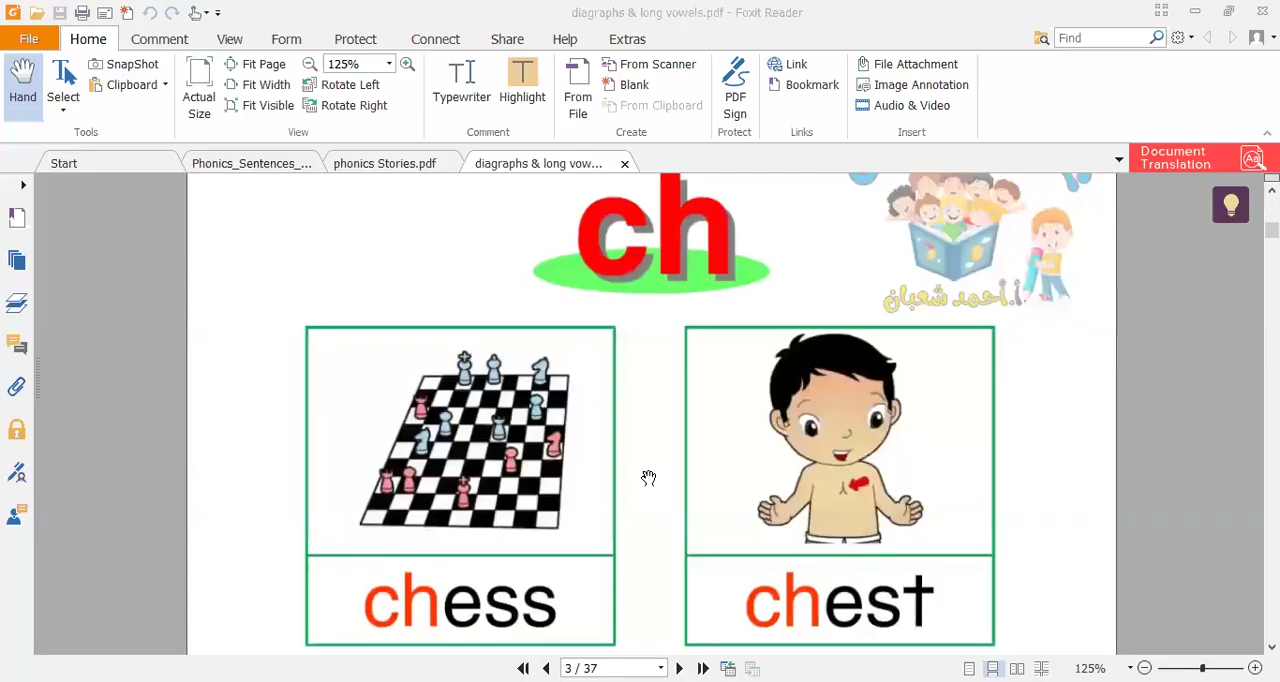 diagraphs & long vowels.pdf - Foxit Reader
File Home Comment View Form Protect Connect Share Help Extras Find
Hand Select SnapShot Clipboard Actual Size Fit Page Fit Width Fit Visible 125% Rotate Left Rotate Right Typewriter Highlight From File From Scanner Blank From Clipboard PDF Sign Link Bookmark File Attachment Image Annotation Audio & Video
Tools View Comment Create Protect Links Insert
Start Phonics_Sentences_... phonics Stories.pdf diagraphs & long vow... Document Translation
ch
أ.أحمد شعبان
chess chest
3 / 37 125%